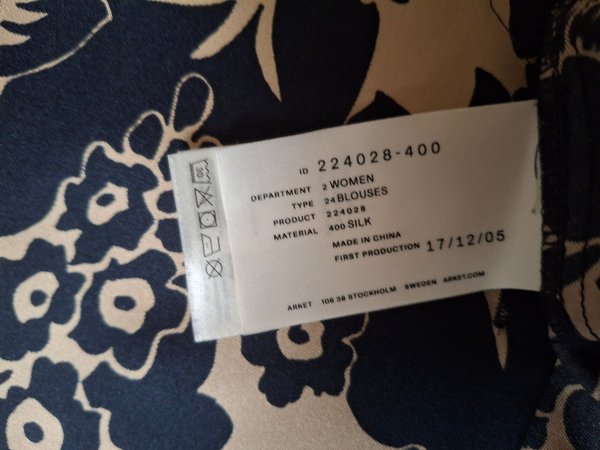 ID 224028-400
DEPARTMENT 2 WOMEN
TYPE 24 BLOUSES
PRODUCT 224028
MATERIAL 400 SILK
MADE IN CHINA
FIRST PRODUCTION 17/12/05
ARKET 106 38 STOCKHOLM SWEDEN ARKET.COM